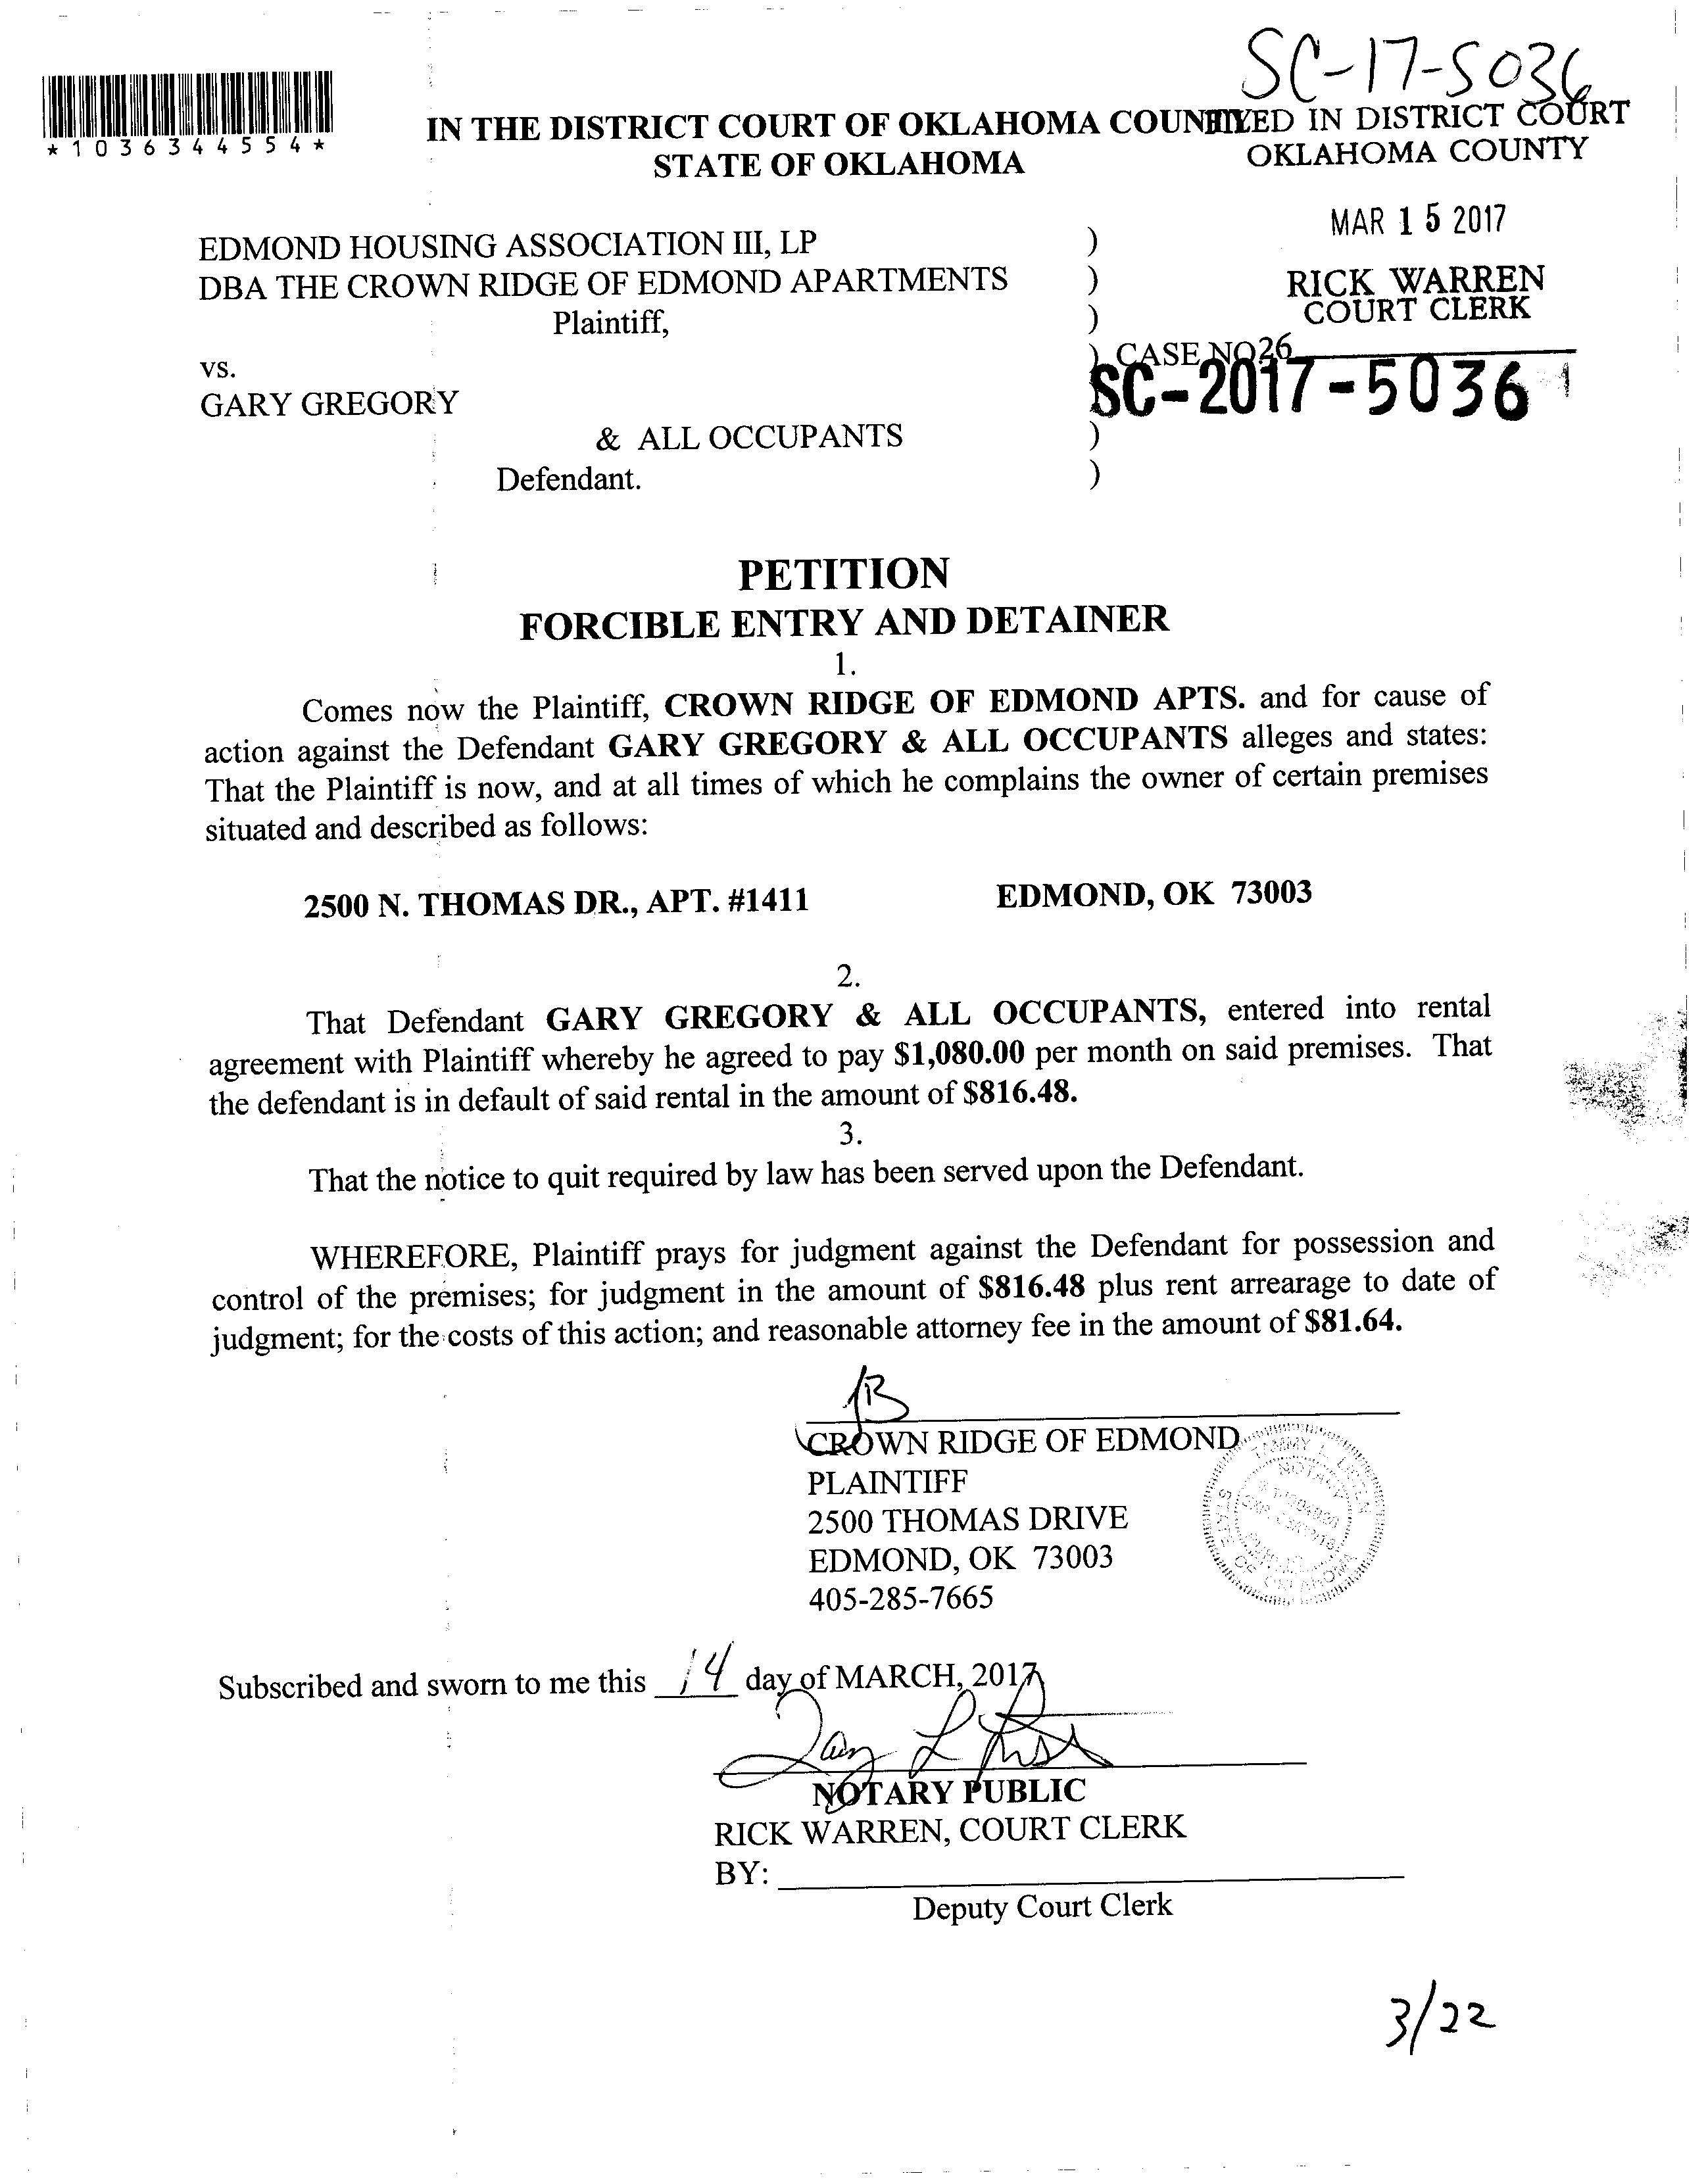 SC-17-5036
*1036344554*
IN THE DISTRICT COURT OF OKLAHOMA COUNTY
FILED IN DISTRICT COURT
STATE OF OKLAHOMA
OKLAHOMA COUNTY
MAR 15 2017
RICK WARREN
COURT CLERK
EDMOND HOUSING ASSOCIATION III, LP )
DBA THE CROWN RIDGE OF EDMOND APARTMENTS )
Plaintiff, )
) CASE NO
26
vs.
SC-2017-5036
GARY GREGORY
& ALL OCCUPANTS )
Defendant. )
PETITION
FORCIBLE ENTRY AND DETAINER
1.
Comes now the Plaintiff, CROWN RIDGE OF EDMOND APTS. and for cause of
action against the Defendant GARY GREGORY & ALL OCCUPANTS alleges and states:
That the Plaintiff is now, and at all times of which he complains the owner of certain premises
situated and described as follows:
2500 N. THOMAS DR., APT. #1411 EDMOND, OK 73003
2.
That Defendant GARY GREGORY & ALL OCCUPANTS, entered into rental
agreement with Plaintiff whereby he agreed to pay $1,080.00 per month on said premises. That
the defendant is in default of said rental in the amount of $816.48.
3.
That the notice to quit required by law has been served upon the Defendant.
WHEREFORE, Plaintiff prays for judgment against the Defendant for possession and
control of the premises; for judgment in the amount of $816.48 plus rent arrearage to date of
judgment; for the costs of this action; and reasonable attorney fee in the amount of $81.64.
CROWN RIDGE OF EDMOND
PLAINTIFF
2500 THOMAS DRIVE
EDMOND, OK 73003
405-285-7665
TAMMY L.
NOTARY
PUBLIC
STATE OF OKLAHOMA
Subscribed and sworn to me this 14 day of MARCH, 2017
NOTARY PUBLIC
RICK WARREN, COURT CLERK
BY:
Deputy Court Clerk
3/22